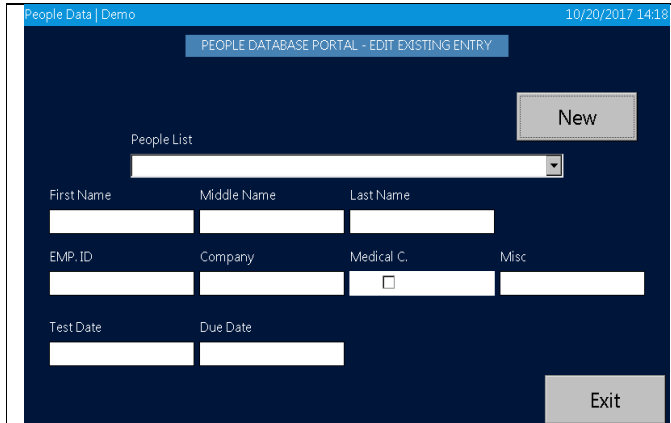 People Data | Demo 10/20/2017 14:18
PEOPLE DATABASE PORTAL - EDIT EXISTING ENTRY
New
People List
First Name Middle Name Last Name
EMP. ID Company Medical C. Misc
Test Date Due Date
Exit